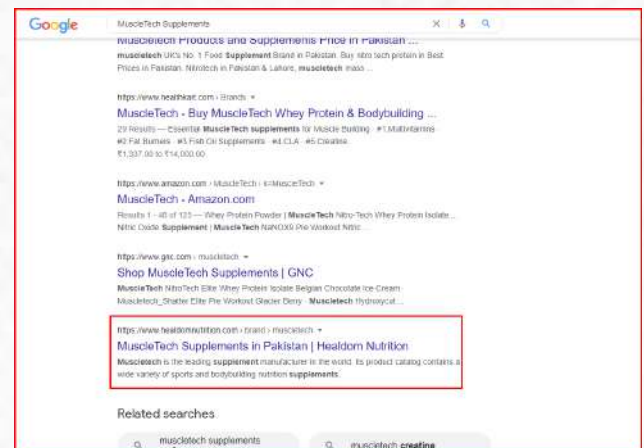 Google
MuscleTech Supplements
Muscletech Products and Supplements Price in Pakistan ...
muscletech UK's No. 1 Food Supplement Brand in Pakistan. Buy nitro tech protein in Best
Prices in Pakistan. Nitrotech in Pakistan & Lahore, muscletech mass ...
https://www.healthkart.com › Brands
MuscleTech - Buy MuscleTech Whey Protein & Bodybuilding ...
29 Results — Essential MuscleTech supplements for Muscle Building · #1.Multivitamins ·
#2 Fat Burners · #3 Fish Oil Supplements · #4.CLA · #5 Creatine.
₹1,337.00 to ₹14,000.00
https://www.amazon.com › MuscleTech › k=MuscleTech
MuscleTech - Amazon.com
Results 1 - 48 of 123 — Whey Protein Powder | MuscleTech Nitro-Tech Whey Protein Isolate ...
Nitric Oxide Supplement | MuscleTech NaNOX9 Pre Workout Nitric ...
https://www.gnc.com › muscletech
Shop MuscleTech Supplements | GNC
MuscleTech NitroTech Elite Whey Protein Isolate Belgian Chocolate Ice-Cream ·
Muscletech_Shatter Elite Pre Workout Glacier Berry · Muscletech Hydroxycut ...
https://www.healdomnutrition.com › brand › muscletech
MuscleTech Supplements in Pakistan | Healdom Nutrition
Muscletech is the leading supplement manufacturer in the world. Its product catalog contains a
wide variety of sports and bodybuilding nutrition supplements.
Related searches
muscletech supplements
muscletech creatine